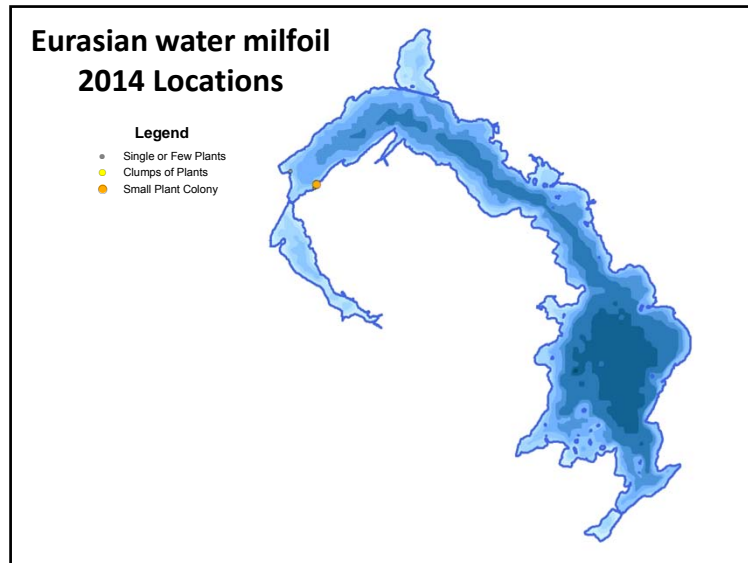 Eurasian water milfoil
2014 Locations
Legend
Single or Few Plants
Clumps of Plants
Small Plant Colony